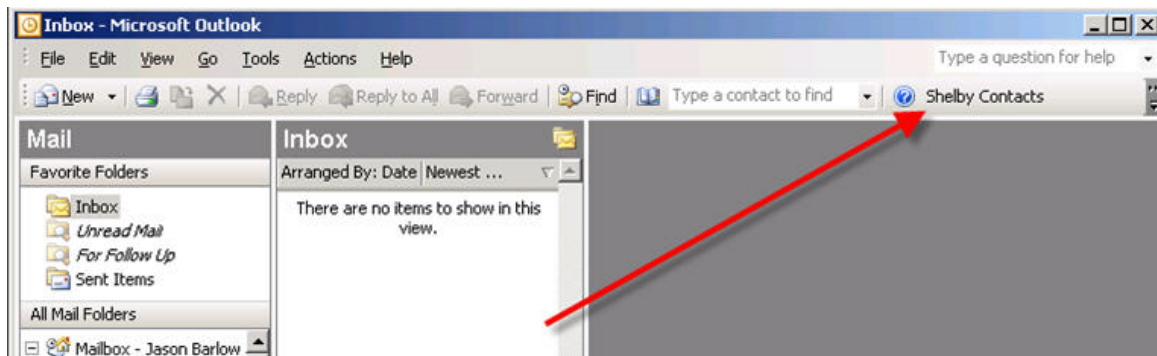 Inbox - Microsoft Outlook
File Edit View Go Tools Actions Help Type a question for help
New Reply Reply to All Forward Find Type a contact to find Shelby Contacts
Mail Inbox
Favorite Folders Arranged By: Date Newest ...
Inbox There are no items to show in this
Unread Mail view.
For Follow Up
Sent Items
All Mail Folders
Mailbox - Jason Barlow